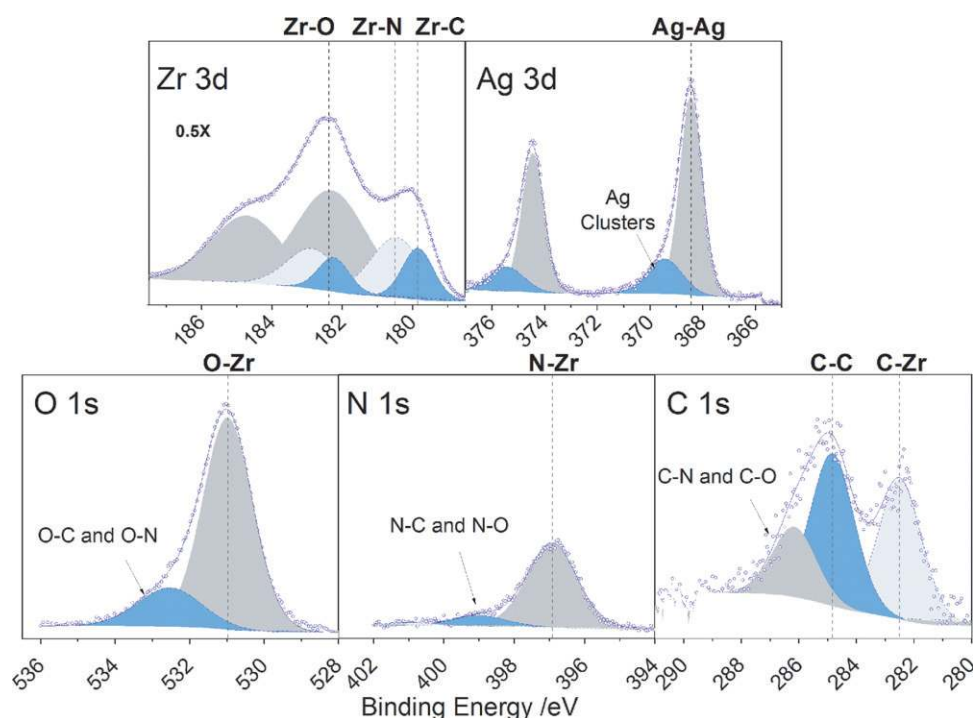 Zr-O Zr-N Zr-C
Ag-Ag
Zr 3d
0.5X
186 184 182 180
Ag 3d
Ag
Clusters
376 374 372 370 368 366
O-Zr
N-Zr
C-C C-Zr
O 1s
O-C and O-N
536 534 532 530 528
N 1s
N-C and N-O
402 400 398 396 394
C 1s
C-N and C-O
290 288 286 284 282 280
Binding Energy /eV